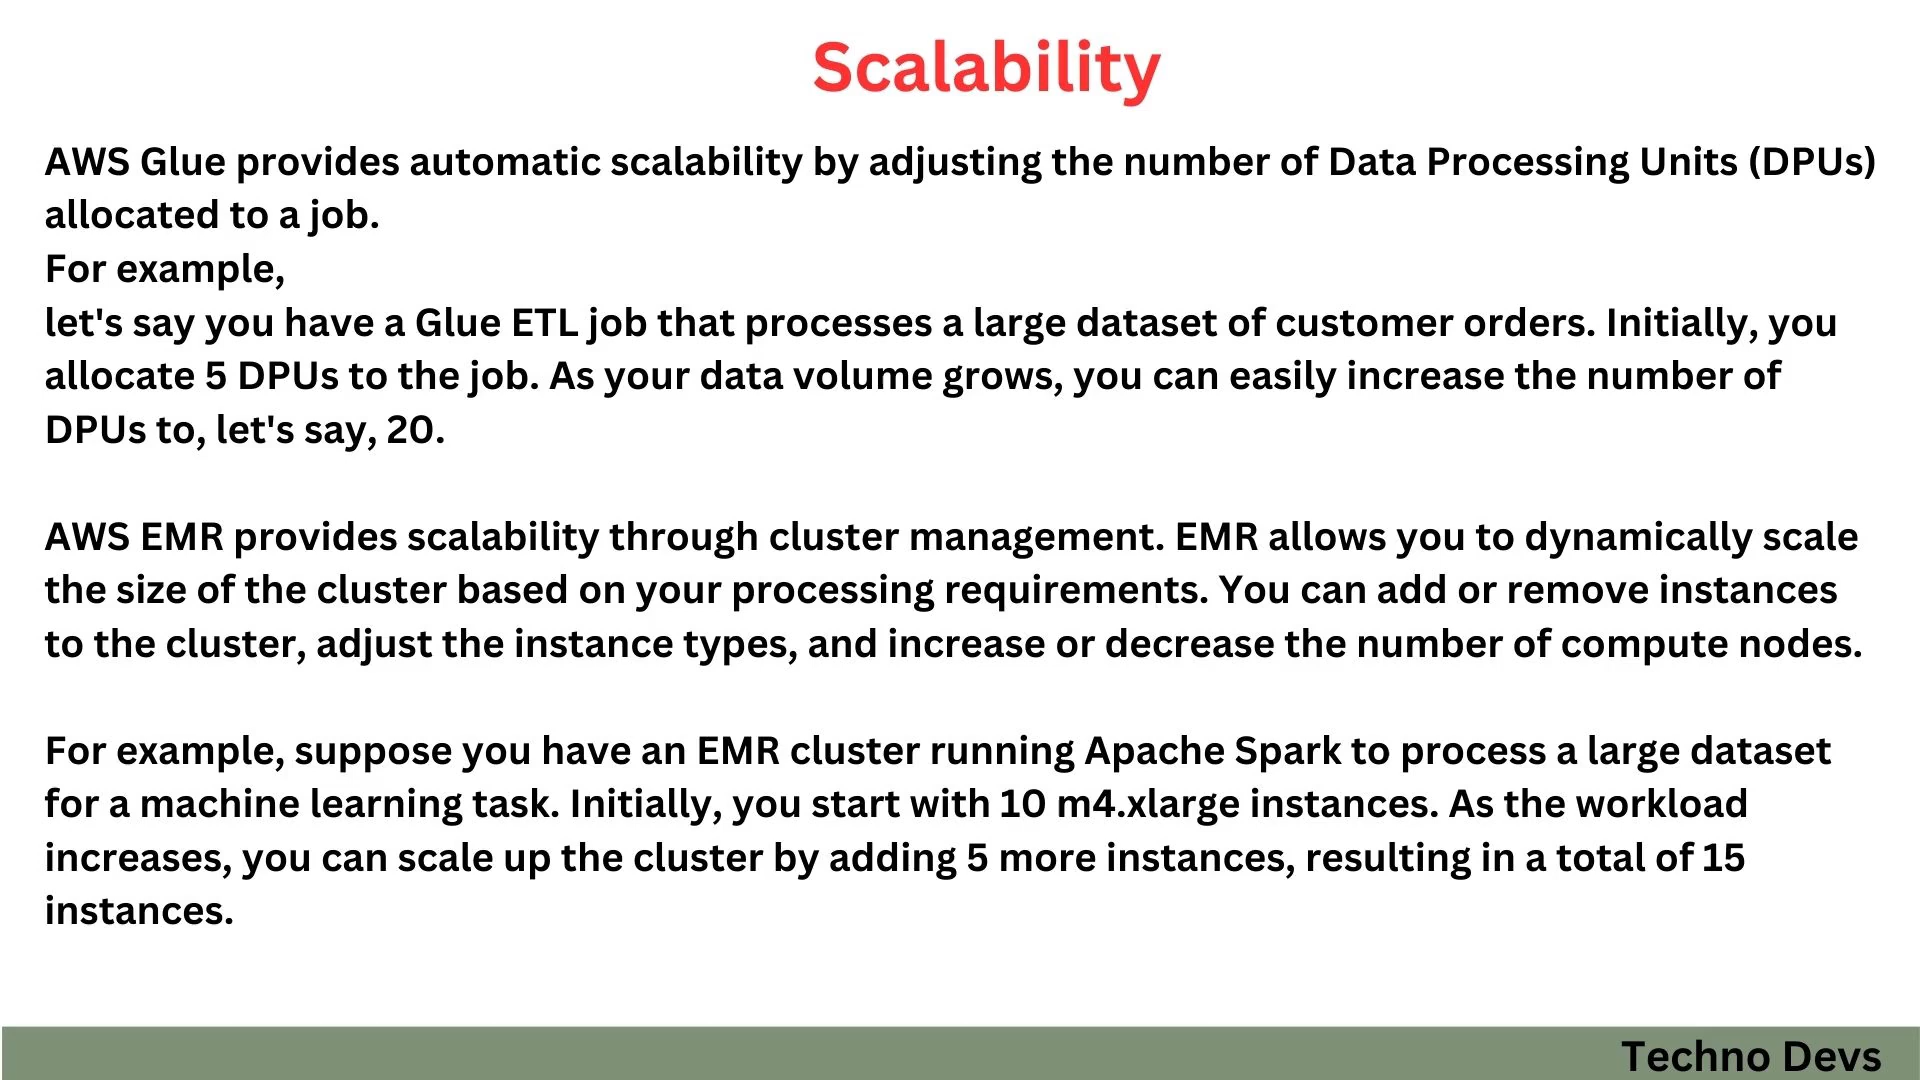 Scalability
AWS Glue provides automatic scalability by adjusting the number of Data Processing Units (DPUs)
allocated to a job.
For example,
let's say you have a Glue ETL job that processes a large dataset of customer orders. Initially, you
allocate 5 DPUs to the job. As your data volume grows, you can easily increase the number of
DPUs to, let's say, 20.
AWS EMR provides scalability through cluster management. EMR allows you to dynamically scale
the size of the cluster based on your processing requirements. You can add or remove instances
to the cluster, adjust the instance types, and increase or decrease the number of compute nodes.
For example, suppose you have an EMR cluster running Apache Spark to process a large dataset
for a machine learning task. Initially, you start with 10 m4.xlarge instances. As the workload
increases, you can scale up the cluster by adding 5 more instances, resulting in a total of 15
instances.
Techno Devs